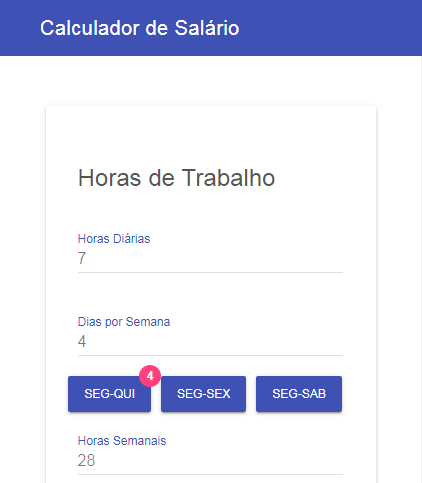 Calculador de Salário
Horas de Trabalho
Horas Diárias
7
Dias por Semana
4
4
SEG-QUI SEG-SEX SEG-SAB
Horas Semanais
28